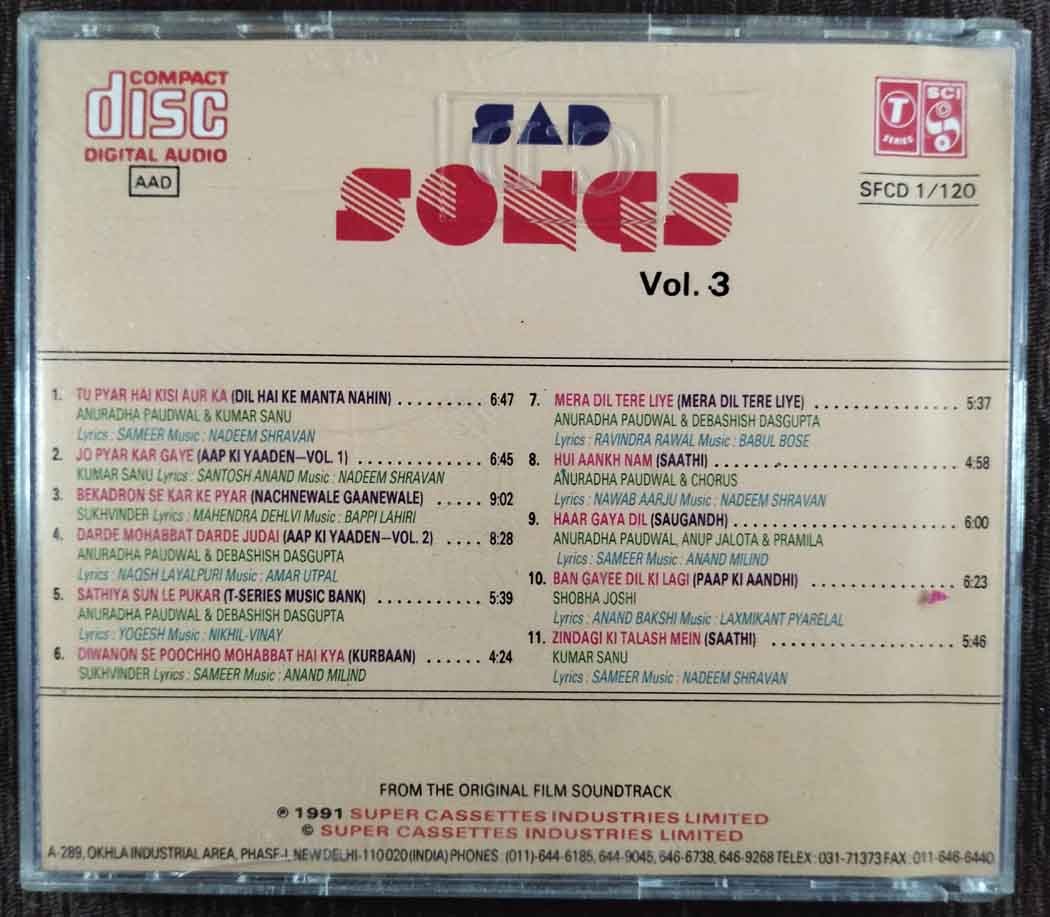 COMPACT
disc
DIGITAL AUDIO
AAD
SAD
SONGS
Vol. 3
T
SERIES
SCI
SFCD 1/120
1. TU PYAR HAI KISI AUR KA (DIL HAI KE MANTA NAHIN) .......... 6:47
ANURADHA PAUDWAL & KUMAR SANU
Lyrics : SAMEER Music : NADEEM SHRAVAN
2. JO PYAR KAR GAYE (AAP KI YAADEN—VOL. 1) ............ 6:45
KUMAR SANU Lyrics : SANTOSH ANAND Music : NADEEM SHRAVAN
3. BEKADRON SE KAR KE PYAR (NACHNEWALE GAANEWALE) ...... 9:02
SUKHVINDER Lyrics : MAHENDRA DEHLVI Music : BAPPI LAHIRI
4. DARDE MOHABBAT DARDE JUDAI (AAP KI YAADEN—VOL. 2) .... 8:28
ANURADHA PAUDWAL & DEBASHISH DASGUPTA
Lyrics : NAQSH LAYALPURI Music : AMAR UTPAL
5. SATHIYA SUN LE PUKAR (T-SERIES MUSIC BANK) ........... 5:39
ANURADHA PAUDWAL & DEBASHISH DASGUPTA
Lyrics : YOGESH Music : NIKHIL-VINAY
6. DIWANON SE POOCHHO MOHABBAT HAI KYA (KURBAAN) ...... 4:24
SUKHVINDER Lyrics : SAMEER Music : ANAND MILIND
7. MERA DIL TERE LIYE (MERA DIL TERE LIYE) ................ 5:37
ANURADHA PAUDWAL & DEBASHISH DASGUPTA
Lyrics : RAVINDRA RAWAL Music : BABUL BOSE
8. HUI AANKH NAM (SAATHI) ........................... 4:58
ANURADHA PAUDWAL & CHORUS
Lyrics : NAWAB AARJU Music : NADEEM SHRAVAN
9. HAAR GAYA DIL (SAUGANDH) ........................ 6:00
ANURADHA PAUDWAL, ANUP JALOTA & PRAMILA
Lyrics : SAMEER Music : ANAND MILIND
10. BAN GAYEE DIL KI LAGI (PAAP KI AANDHI) ................ 6:23
SHOBHA JOSHI
Lyrics : ANAND BAKSHI Music : LAXMIKANT PYARELAL
11. ZINDAGI KI TALASH MEIN (SAATHI) ..................... 5:46
KUMAR SANU
Lyrics : SAMEER Music : NADEEM SHRAVAN
FROM THE ORIGINAL FILM SOUNDTRACK
℗ 1991 SUPER CASSETTES INDUSTRIES LIMITED
© SUPER CASSETTES INDUSTRIES LIMITED
A-289, OKHLA INDUSTRIAL AREA, PHASE-I, NEW DELHI-110 020 (INDIA) PHONES : (011)-644-6185, 644-9045, 646-6738, 646-9268 TELEX : 031-71373 FAX : 011-646-6440